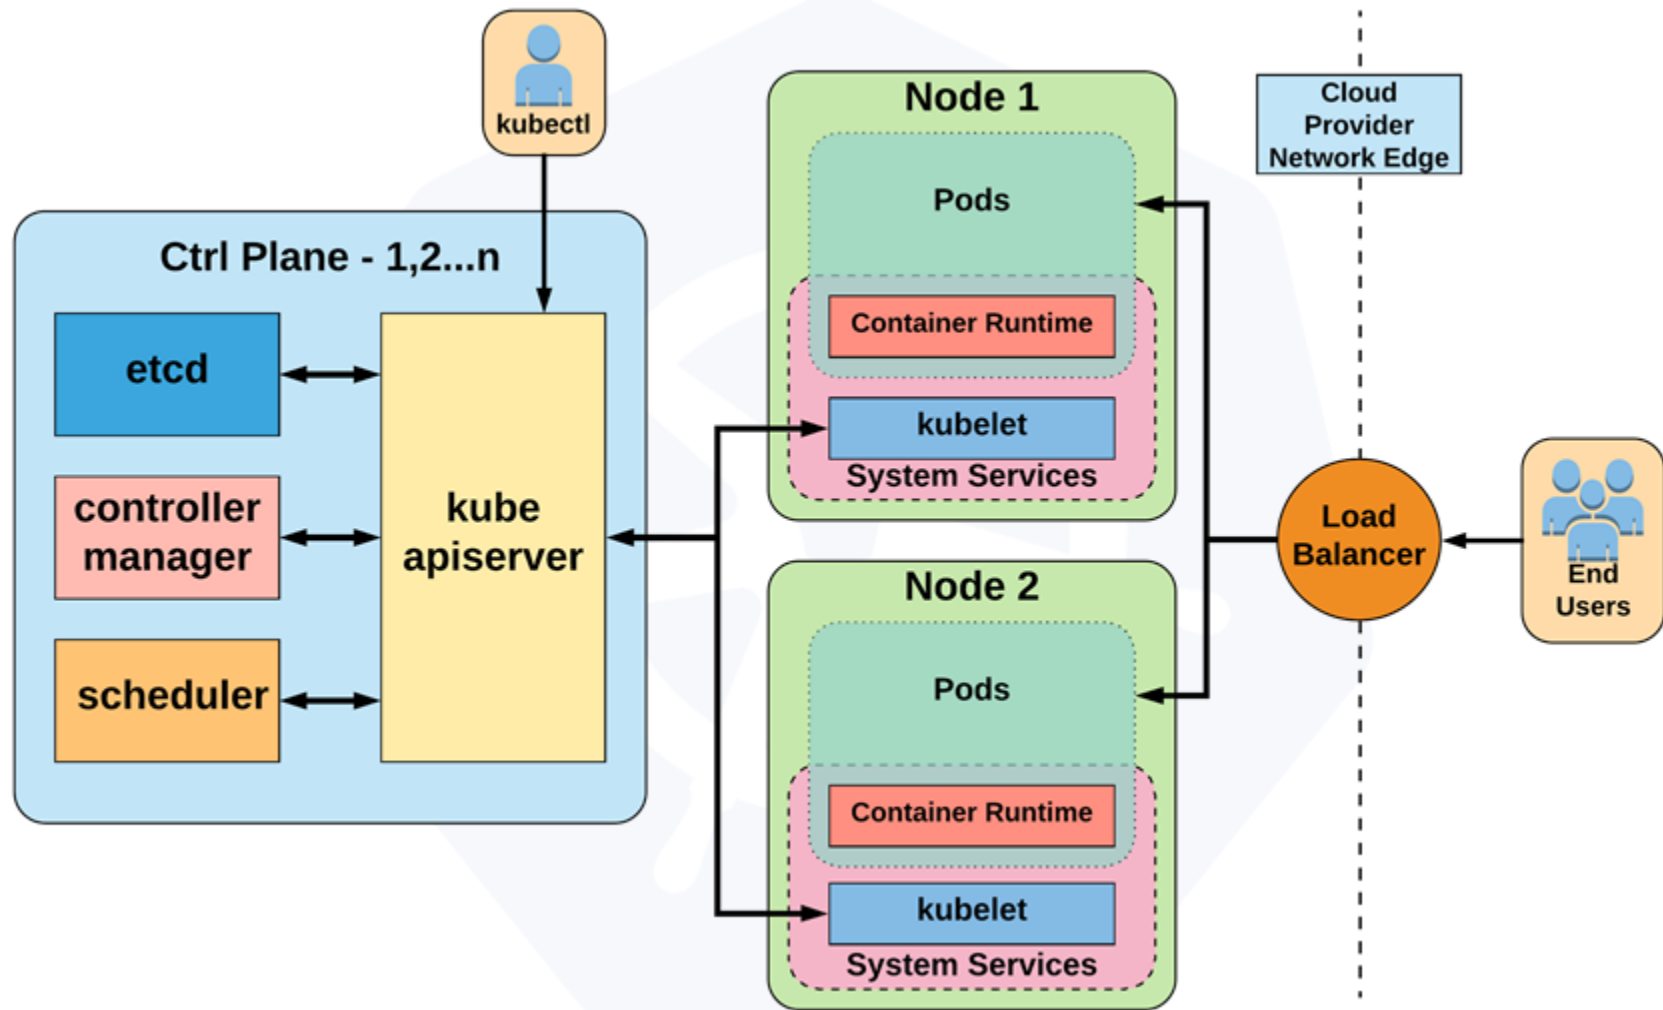 kubectl
Ctrl Plane - 1,2...n
etcd
controller
manager
scheduler
kube
apiserver
Node 1
Pods
Container Runtime
kubelet
System Services
Node 2
Pods
Container Runtime
kubelet
System Services
Cloud
Provider
Network Edge
Load
Balancer
End
Users